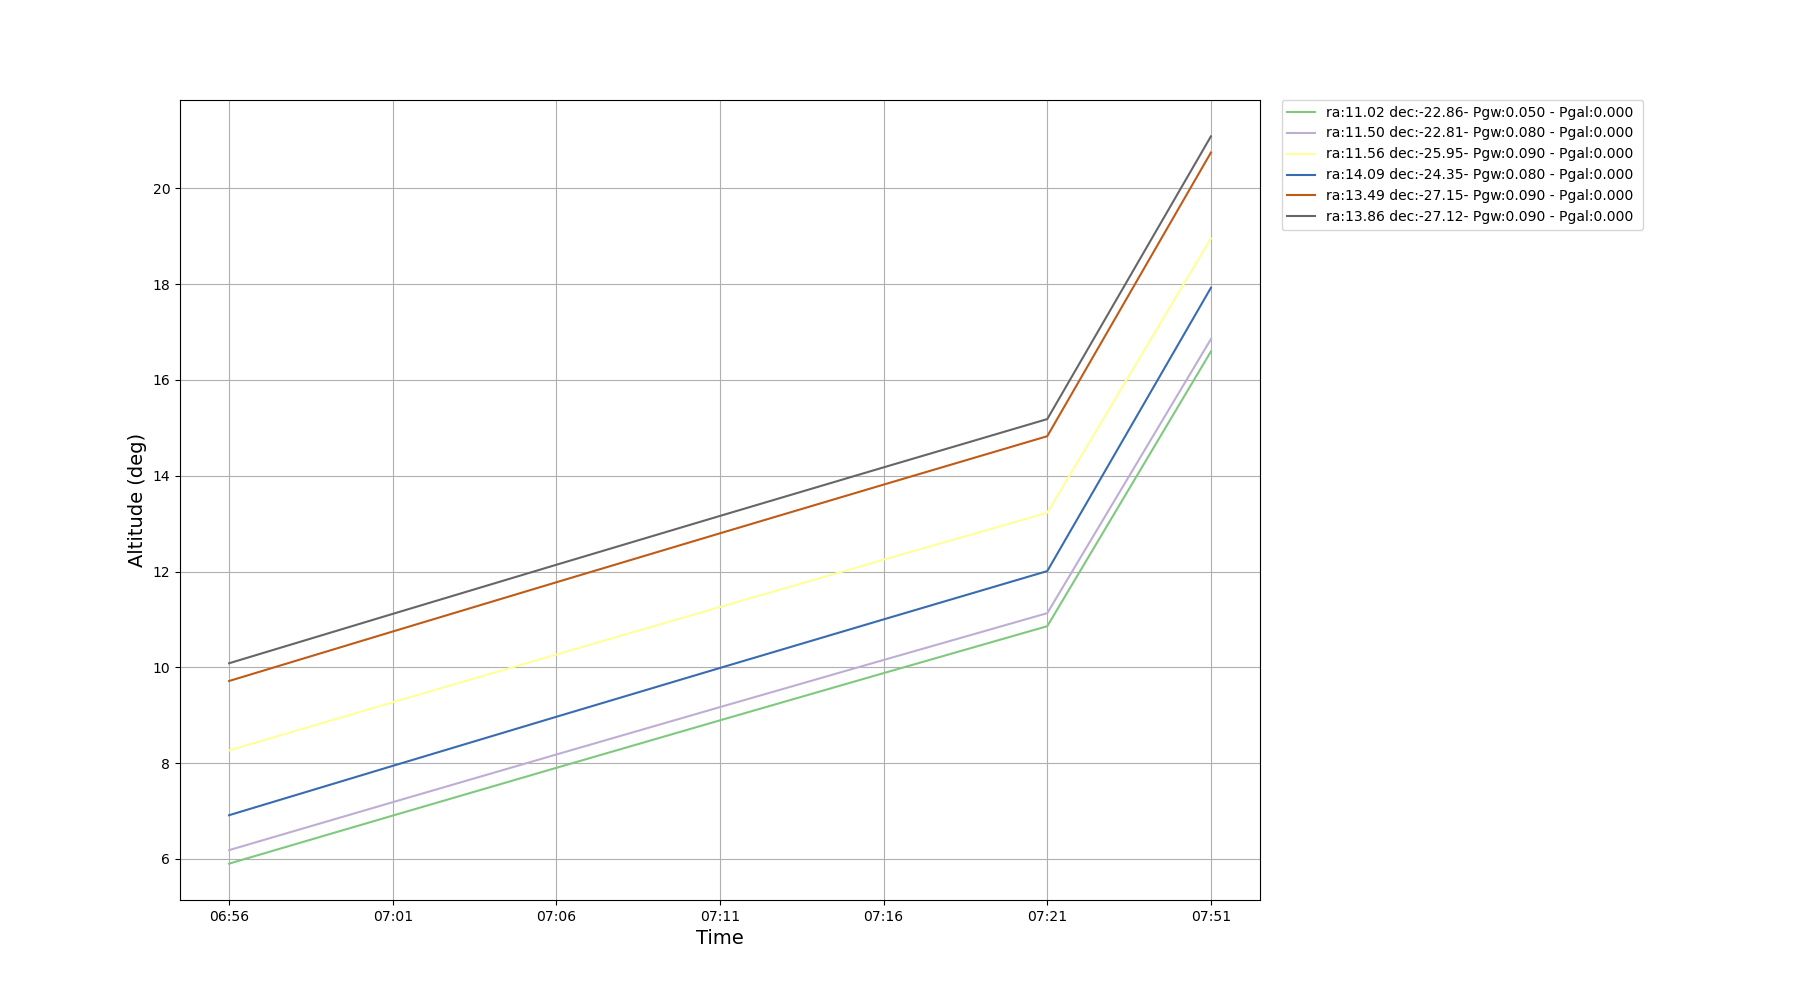 ra:11.02 dec:-22.86- Pgw:0.050 - Pgal:0.000
ra:11.50 dec:-22.81- Pgw:0.080 - Pgal:0.000
ra:11.56 dec:-25.95- Pgw:0.090 - Pgal:0.000
ra:14.09 dec:-24.35- Pgw:0.080 - Pgal:0.000
ra:13.49 dec:-27.15- Pgw:0.090 - Pgal:0.000
ra:13.86 dec:-27.12- Pgw:0.090 - Pgal:0.000
Altitude (deg)
20
18
16
14
12
10
8
6
06:56 07:01 07:06 07:11 07:16 07:21 07:51
Time